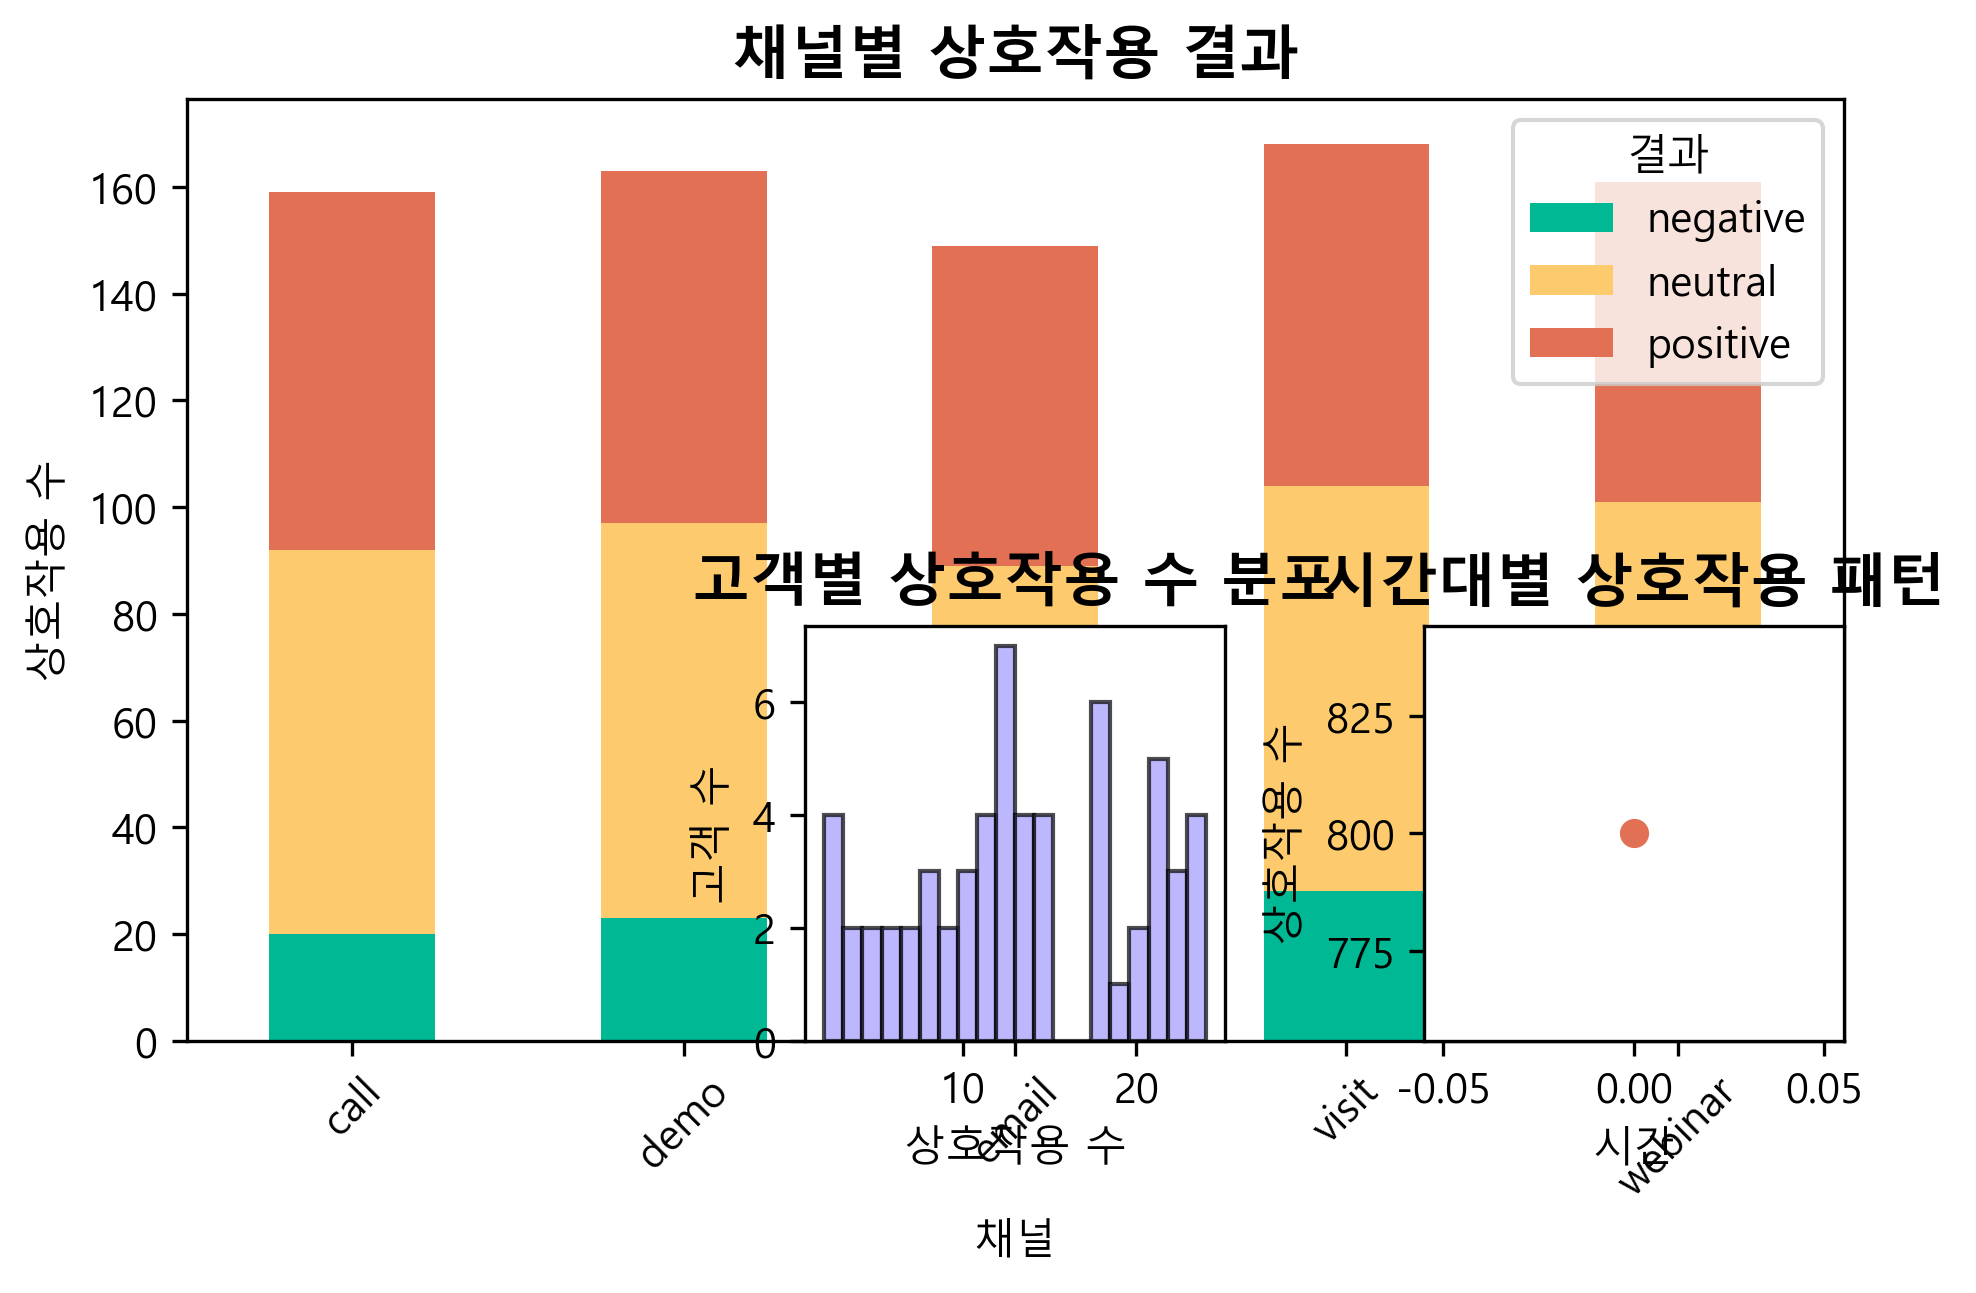 채널별 상호작용 결과
결과
negative
neutral
positive
160
140
120
100
80
60
40
20
0
상호작용 수
고객별 상호작용 수 분포
6
4
2
0
고객 수
10
20
상호작용 수
시간대별 상호작용 패턴
825
800
775
상호작용 수
-0.05
0.00
0.05
시간
call
demo
email
visit
webinar
채널